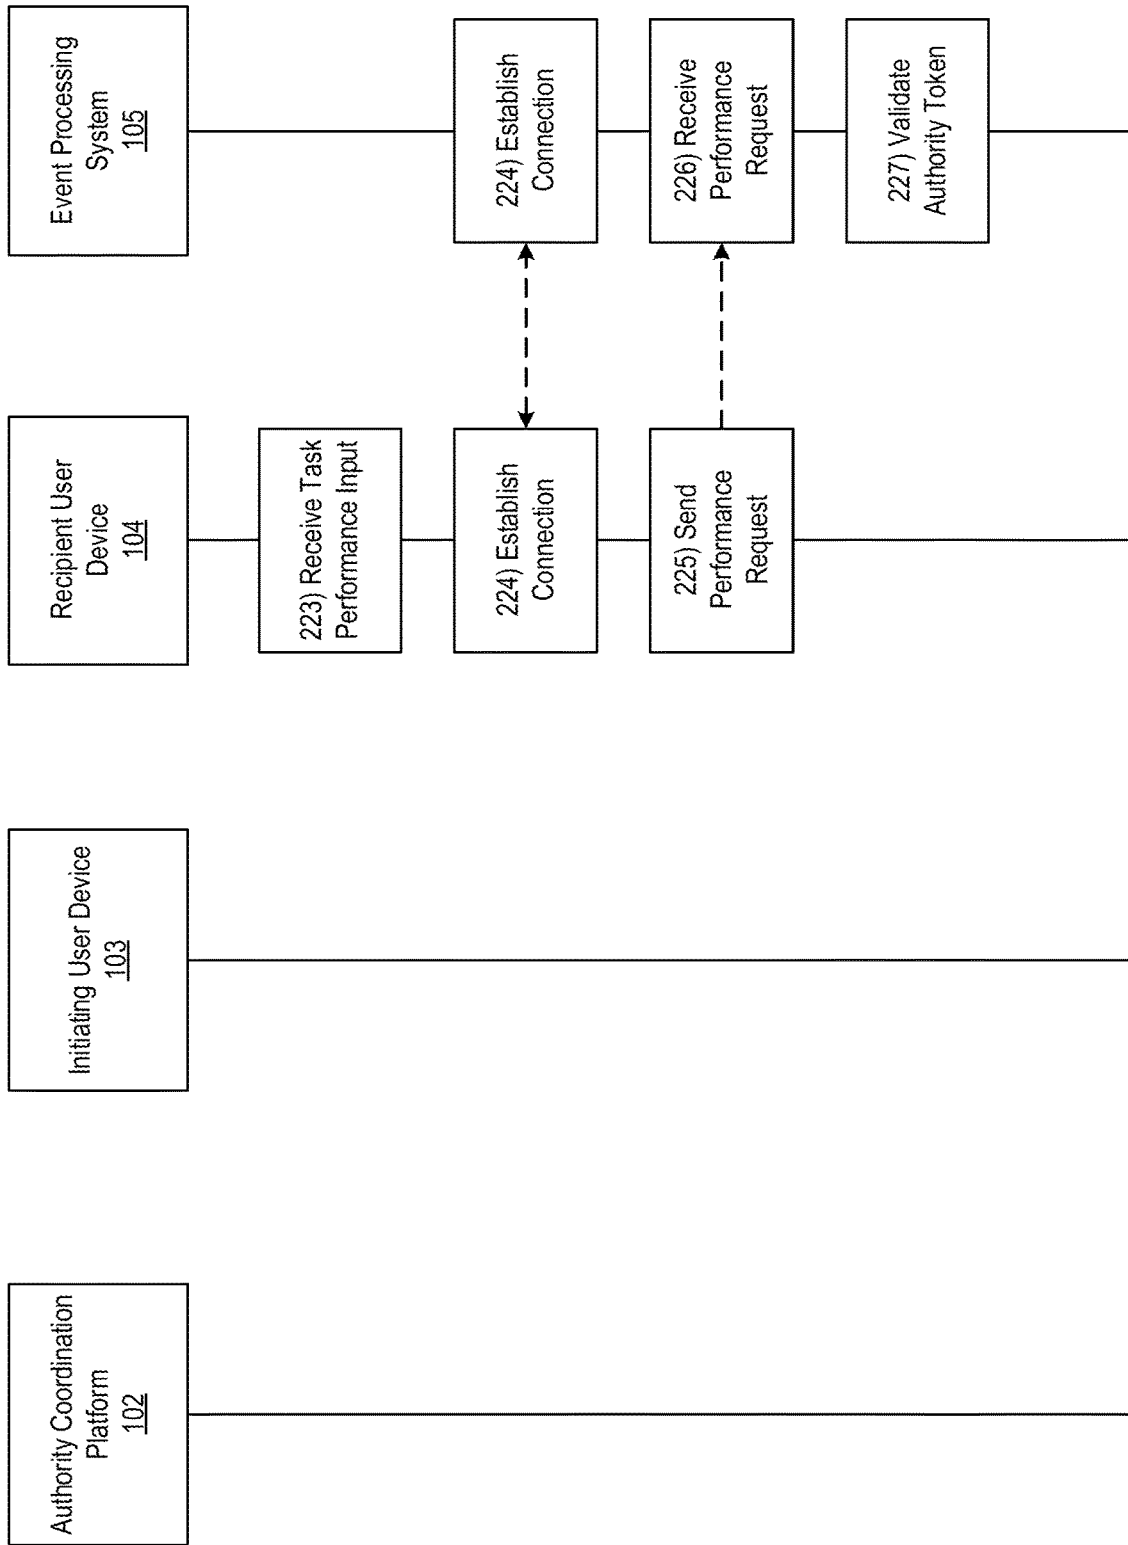 Authority Coordination
Platform
102
Initiating User Device
103
Recipient User
Device
104
Event Processing
System
105
223) Receive Task
Performance Input
224) Establish
Connection
224) Establish
Connection
225) Send
Performance
Request
226) Receive
Performance
Request
227) Validate
Authority Token